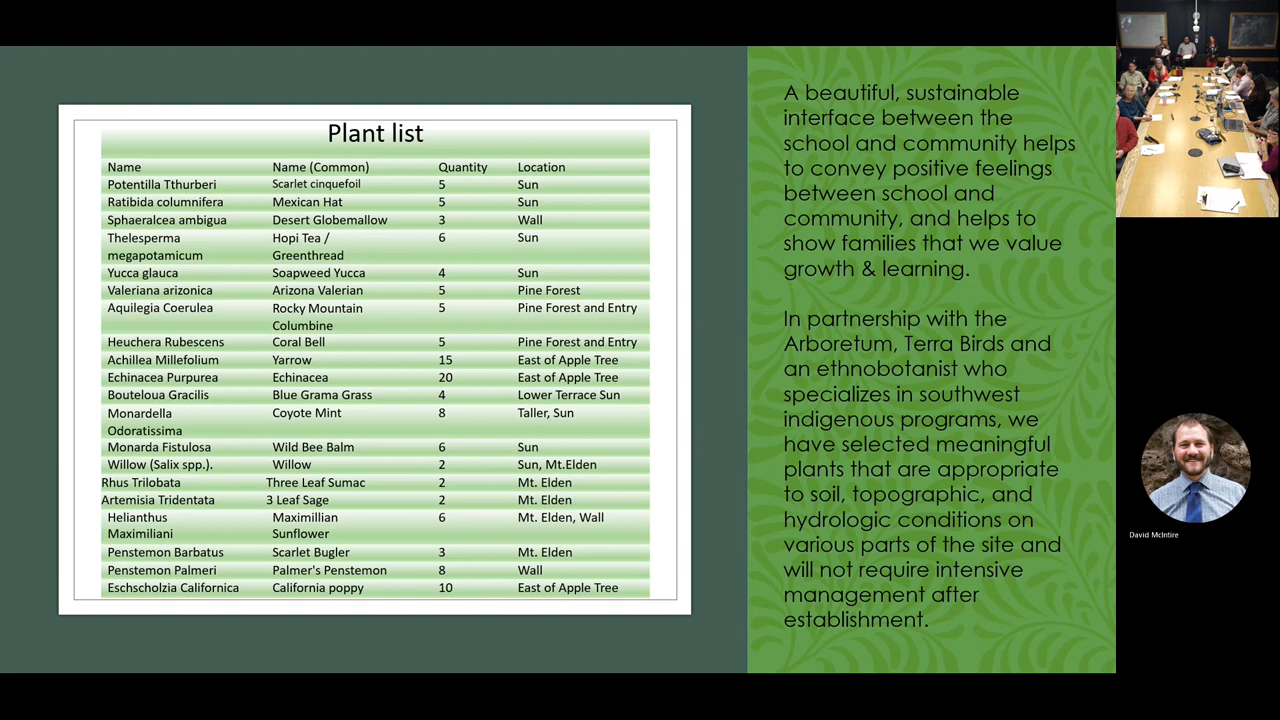 Plant list
Name Name (Common) Quantity Location
Potentilla Tthurberi Scarlet cinquefoil 5 Sun
Ratibida columnifera Mexican Hat 5 Sun
Sphaeralcea ambigua Desert Globemallow 3 Wall
Thelesperma Hopi Tea / 6 Sun
megapotamicum Greenthread
Yucca glauca Soapweed Yucca 4 Sun
Valeriana arizonica Arizona Valerian 5 Pine Forest
Aquilegia Coerulea Rocky Mountain 5 Pine Forest and Entry
Columbine
Heuchera Rubescens Coral Bell 5 Pine Forest and Entry
Achillea Millefolium Yarrow 15 East of Apple Tree
Echinacea Purpurea Echinacea 20 East of Apple Tree
Bouteloua Gracilis Blue Grama Grass 4 Lower Terrace Sun
Monardella Coyote Mint 8 Taller, Sun
Odoratissima
Monarda Fistulosa Wild Bee Balm 6 Sun
Willow (Salix spp.). Willow 2 Sun, Mt.Elden
Rhus Trilobata Three Leaf Sumac 2 Mt. Elden
Artemisia Tridentata 3 Leaf Sage 2 Mt. Elden
Helianthus Maximillian 6 Mt. Elden, Wall
Maximiliani Sunflower
Penstemon Barbatus Scarlet Bugler 3 Mt. Elden
Penstemon Palmeri Palmer's Penstemon 8 Wall
Eschscholzia Californica California poppy 10 East of Apple Tree
A beautiful, sustainable
interface between the
school and community helps
to convey positive feelings
between school and
community, and helps to
show families that we value
growth & learning.
In partnership with the
Arboretum, Terra Birds and
an ethnobotanist who
specializes in southwest
indigenous programs, we
have selected meaningful
plants that are appropriate
to soil, topographic, and
hydrologic conditions on
various parts of the site and
will not require intensive
management after
establishment.
David McIntire